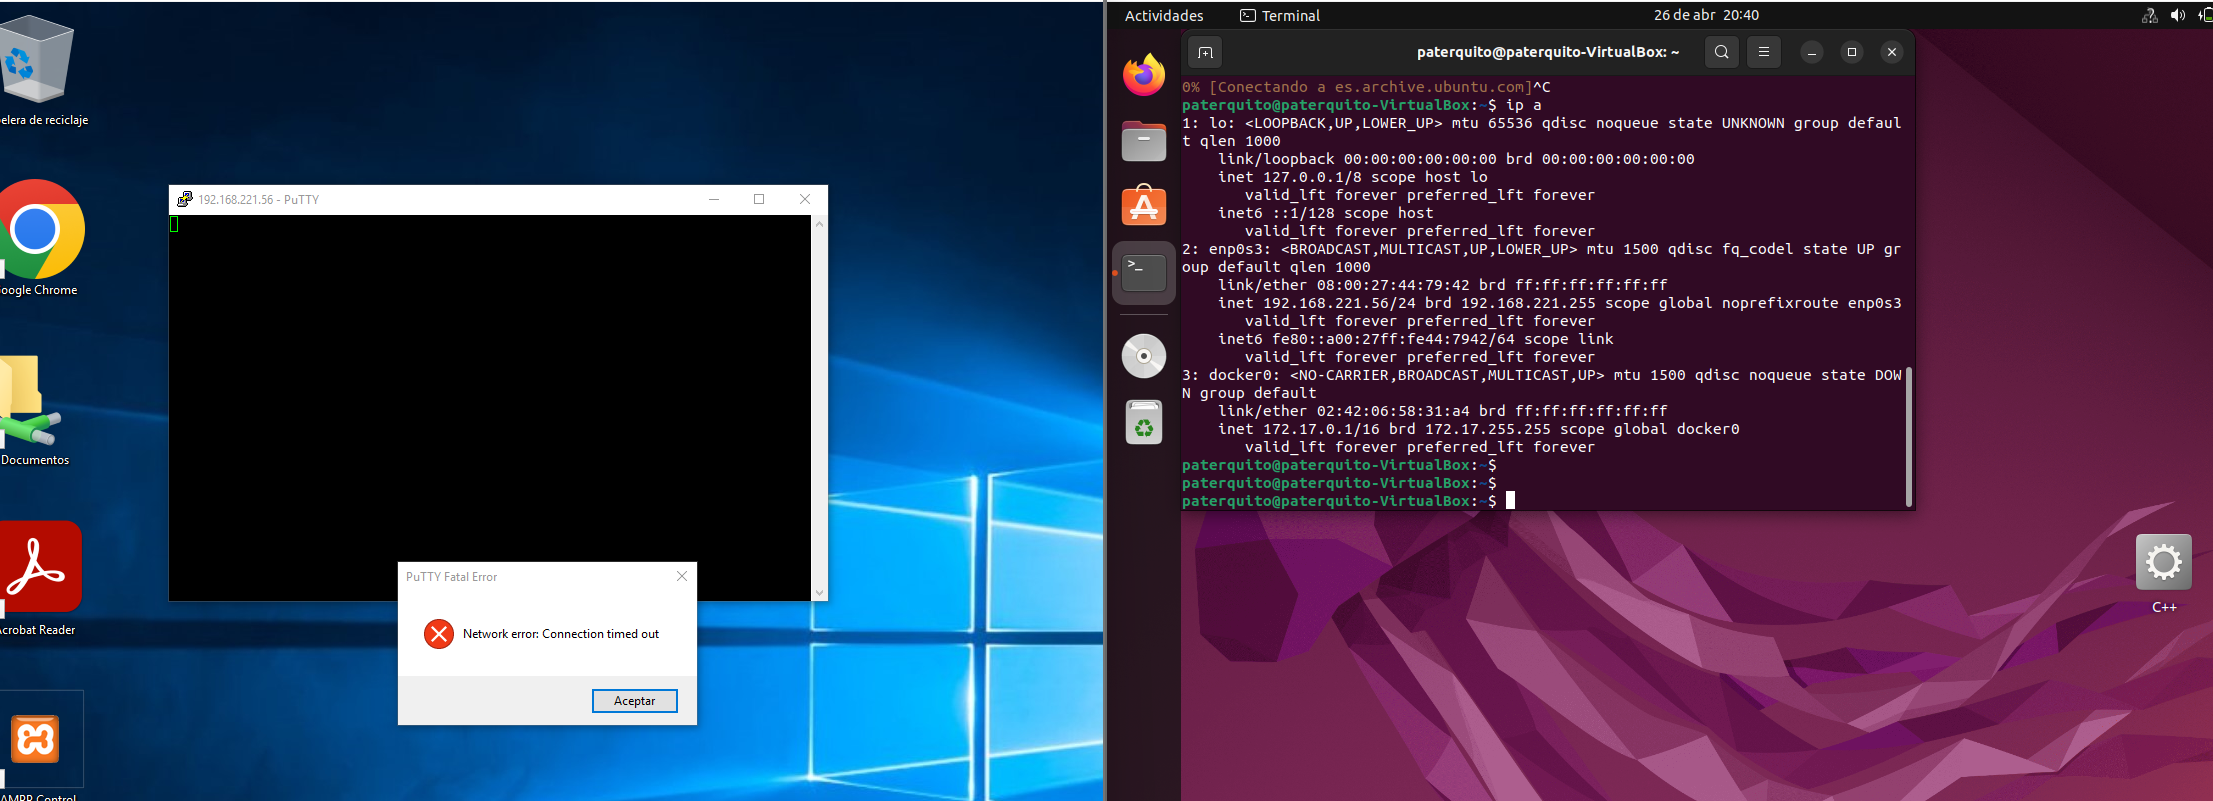 elera de reciclaje
oogle Chrome
Documentos
crobat Reader
AMPP Control
192.168.221.56 - PuTTY
PuTTY Fatal Error
Network error: Connection timed out
Aceptar
Actividades
Terminal
26 de abr 20:40
paterquito@paterquito-VirtualBox: ~
0% [Conectando a es.archive.ubuntu.com]^C
paterquito@paterquito-VirtualBox:~$ ip a
1: lo: <LOOPBACK,UP,LOWER_UP> mtu 65536 qdisc noqueue state UNKNOWN group defaul
t qlen 1000
link/loopback 00:00:00:00:00:00 brd 00:00:00:00:00:00
inet 127.0.0.1/8 scope host lo
valid_lft forever preferred_lft forever
inet6 ::1/128 scope host
valid_lft forever preferred_lft forever
2: enp0s3: <BROADCAST,MULTICAST,UP,LOWER_UP> mtu 1500 qdisc fq_codel state UP gr
oup default qlen 1000
link/ether 08:00:27:44:79:42 brd ff:ff:ff:ff:ff:ff
inet 192.168.221.56/24 brd 192.168.221.255 scope global noprefixroute enp0s3
valid_lft forever preferred_lft forever
inet6 fe80::a00:27ff:fe44:7942/64 scope link
valid_lft forever preferred_lft forever
3: docker0: <NO-CARRIER,BROADCAST,MULTICAST,UP> mtu 1500 qdisc noqueue state DOW
N group default
link/ether 02:42:06:58:31:a4 brd ff:ff:ff:ff:ff:ff
inet 172.17.0.1/16 brd 172.17.255.255 scope global docker0
valid_lft forever preferred_lft forever
paterquito@paterquito-VirtualBox:~$
paterquito@paterquito-VirtualBox:~$
paterquito@paterquito-VirtualBox:~$
C++